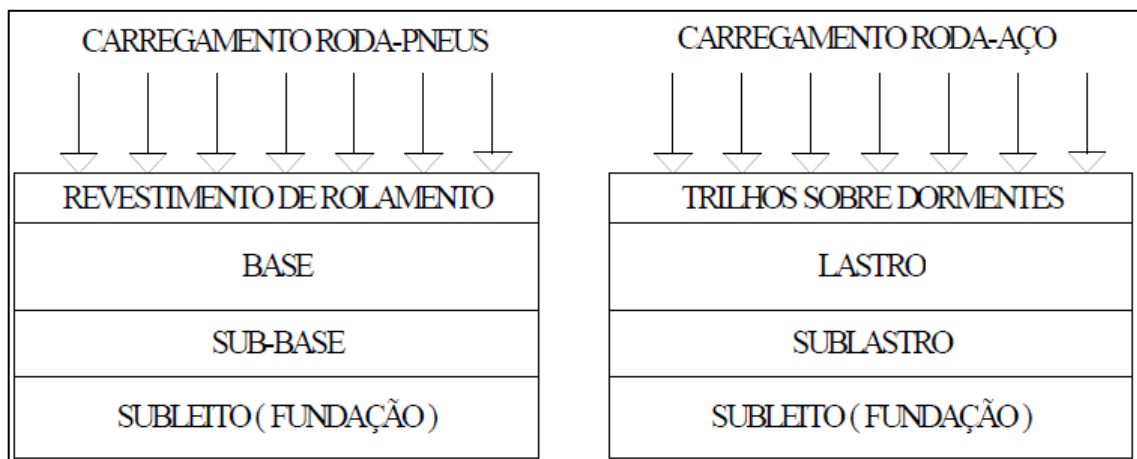 CARREGAMENTO RODA-PNEUS
REVESTIMENTO DE ROLAMENTO
BASE
SUB-BASE
SUBLEITO ( FUNDAÇÃO )
CARREGAMENTO RODA-AÇO
TRILHOS SOBRE DORMENTES
LASTRO
SUBLASTRO
SUBLEITO ( FUNDAÇÃO )